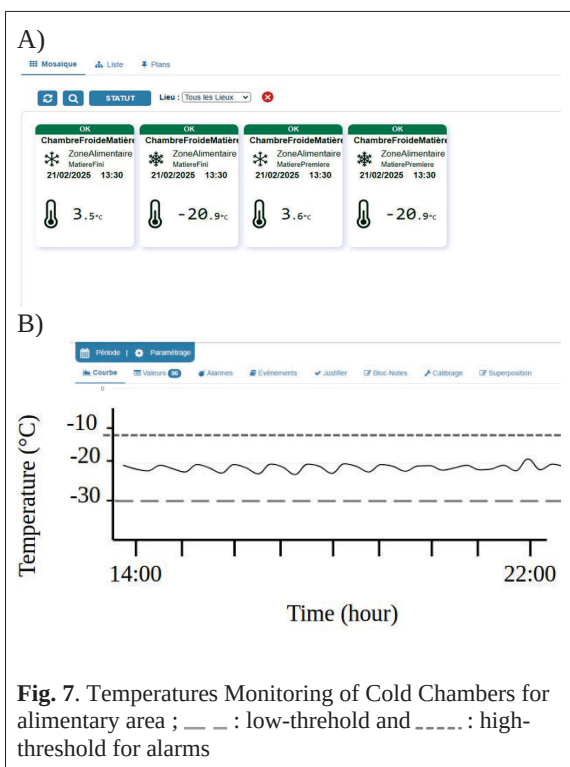 A)
Mosaïque Liste Plans
STATUT Lieu : Tous les Lieux
OK OK OK OK
ChambreFroideMatière ChambreFroideMatière ChambreFroideMatière ChambreFroideMatière
ZoneAlimentaire ZoneAlimentaire ZoneAlimentaire ZoneAlimentaire
MatiereFini MatiereFini MatierePremiere MatierePremiere
21/02/2025 13:30 21/02/2025 13:30 21/02/2025 13:30 21/02/2025 13:30
3.5°C -20.9°C 3.6°C -20.9°C
B)
Période | Paramétrage
Courbe Valeurs 96 Alarmes Evénements Justifier Bloc-Notes Calibrage Superposition
0
Temperature (°C)
-10
-20
-30
14:00 22:00
Time (hour)
Fig. 7. Temperatures Monitoring of Cold Chambers for
alimentary area ; __ __ : low-threhold and ----- : high-
threshold for alarms